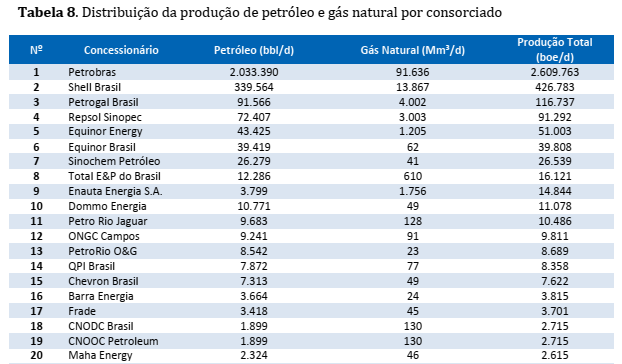 Tabela 8. Distribuição da produção de petróleo e gás natural por consorciado
Nº Concessionário Petróleo (bbl/d) Gás Natural (Mm³/d) Produção Total (boe/d)
1 Petrobras 2.033.390 91.636 2.609.763
2 Shell Brasil 339.564 13.867 426.783
3 Petrogal Brasil 91.566 4.002 116.737
4 Repsol Sinopec 72.407 3.003 91.292
5 Equinor Energy 43.425 1.205 51.003
6 Equinor Brasil 39.419 62 39.808
7 Sinochem Petróleo 26.279 41 26.539
8 Total E&P do Brasil 12.286 610 16.121
9 Enauta Energia S.A. 3.799 1.756 14.844
10 Dommo Energia 10.771 49 11.078
11 Petro Rio Jaguar 9.683 128 10.486
12 ONGC Campos 9.241 91 9.811
13 PetroRio O&G 8.542 23 8.689
14 QPI Brasil 7.872 77 8.358
15 Chevron Brasil 7.313 49 7.622
16 Barra Energia 3.664 24 3.815
17 Frade 3.418 45 3.701
18 CNODC Brasil 1.899 130 2.715
19 CNOOC Petroleum 1.899 130 2.715
20 Maha Energy 2.324 46 2.615